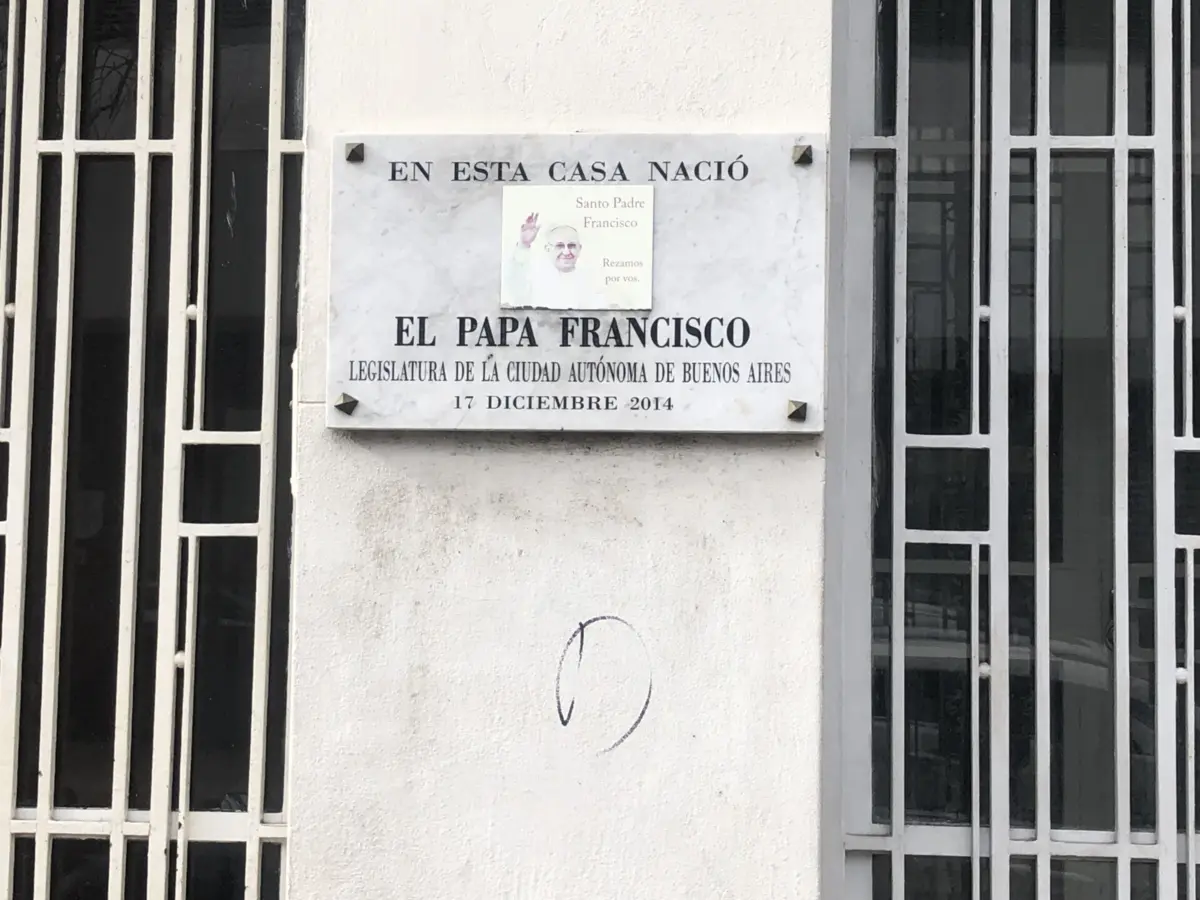 EN ESTA CASA NACIÓ
Santo Padre
Francisco
Rezamos
por vos.
EL PAPA FRANCISCO
LEGISLATURA DE LA CIUDAD AUTÓNOMA DE BUENOS AIRES
17 DICIEMBRE 2014